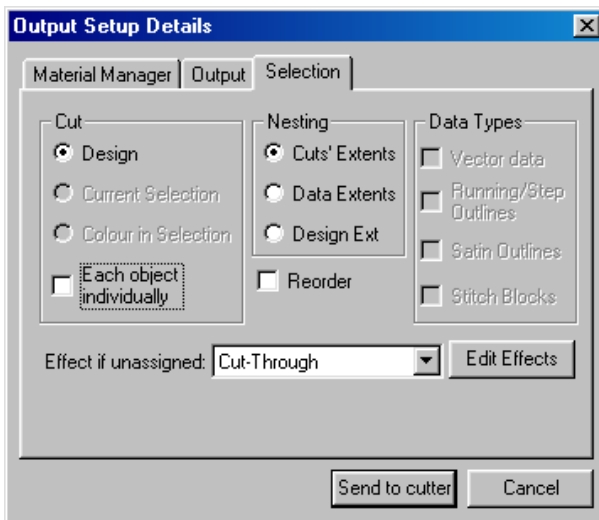 Output Setup Details
Material Manager
Output
Selection
Cut
Design
Current Selection
Colour in Selection
Each object
individually
Nesting
Cuts' Extents
Data Extents
Design Ext
Reorder
Data Types
Vector data
Running/Step
Outlines
Satin Outlines
Stitch Blocks
Effect if unassigned:
Cut-Through
Edit Effects
Send to cutter
Cancel